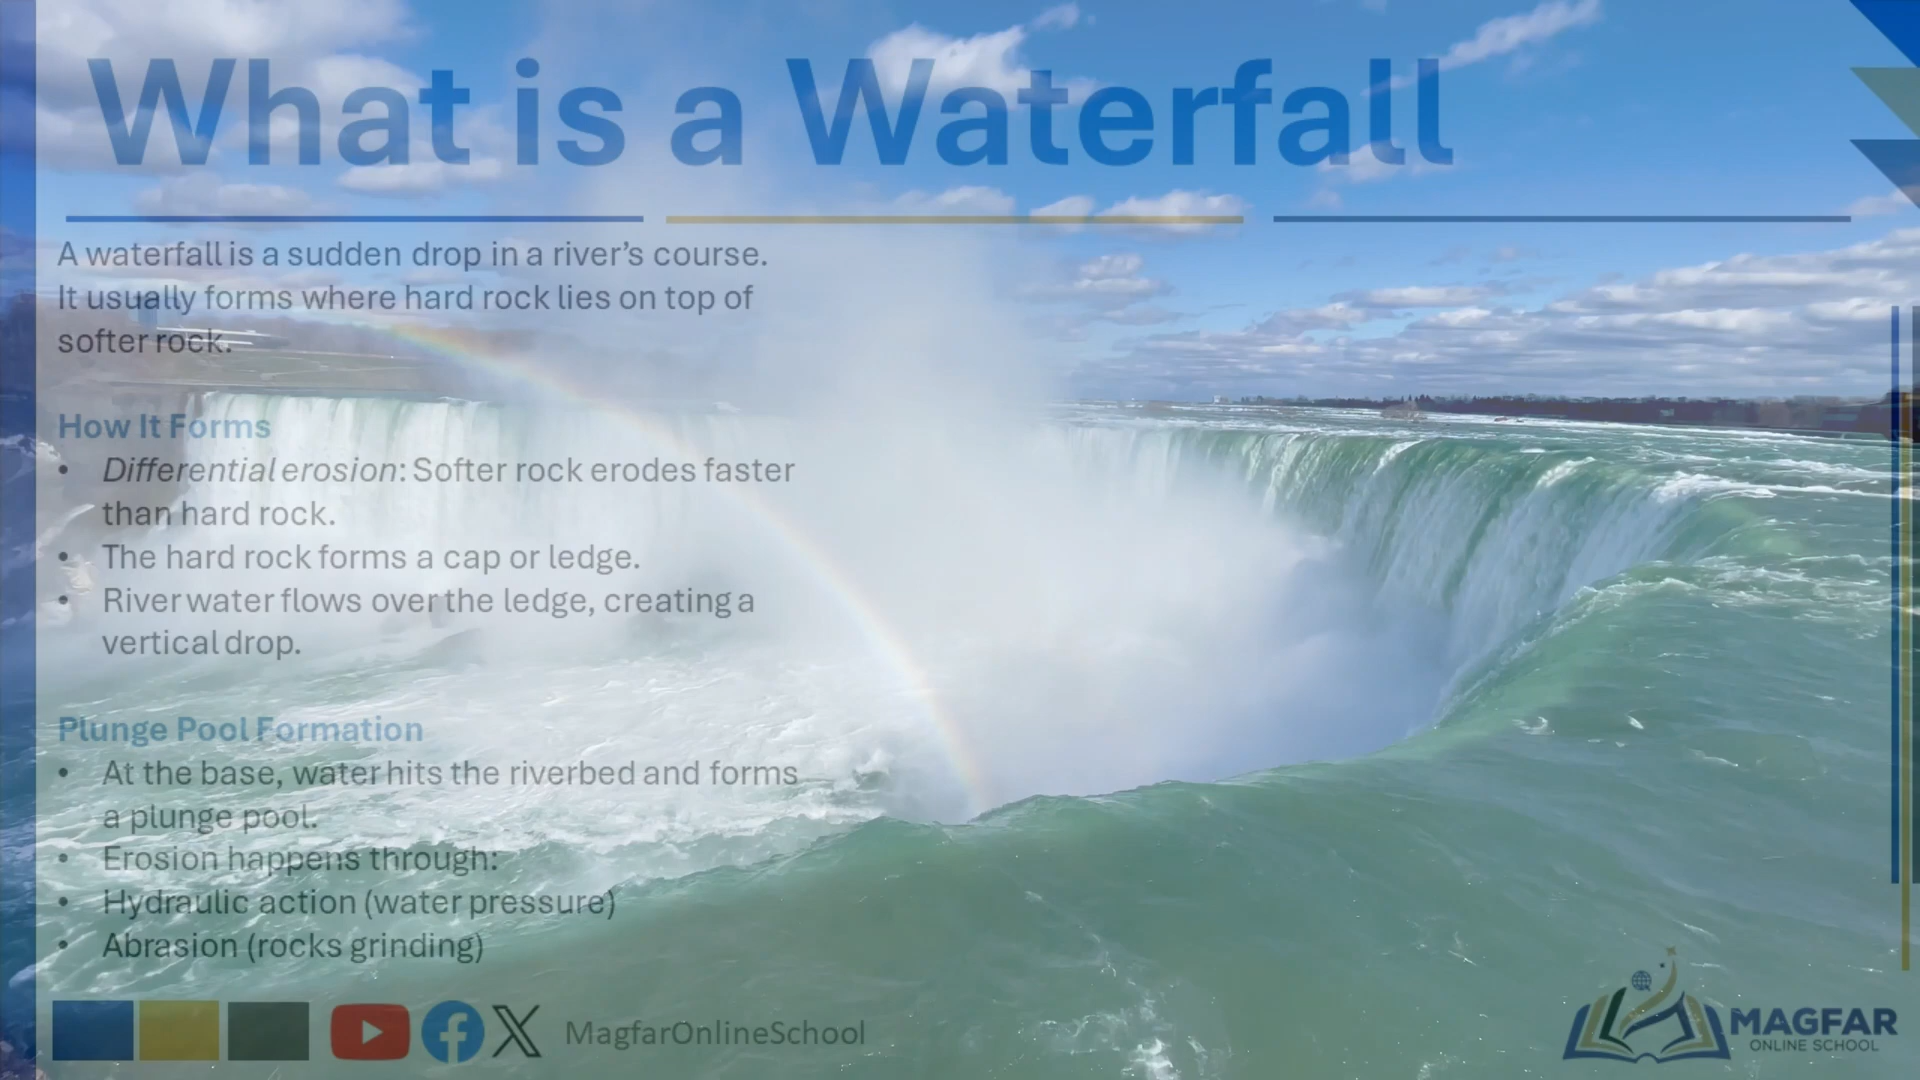 What is a Waterfall
A waterfall is a sudden drop in a river’s course.
It usually forms where hard rock lies on top of
softer rock.
How It Forms
• Differential erosion: Softer rock erodes faster
than hard rock.
• The hard rock forms a cap or ledge.
• River water flows over the ledge, creating a
vertical drop.
Plunge Pool Formation
• At the base, water hits the riverbed and forms
a plunge pool.
• Erosion happens through:
• Hydraulic action (water pressure)
• Abrasion (rocks grinding)
MagfarOnlineSchool
MAGFAR
ONLINE SCHOOL